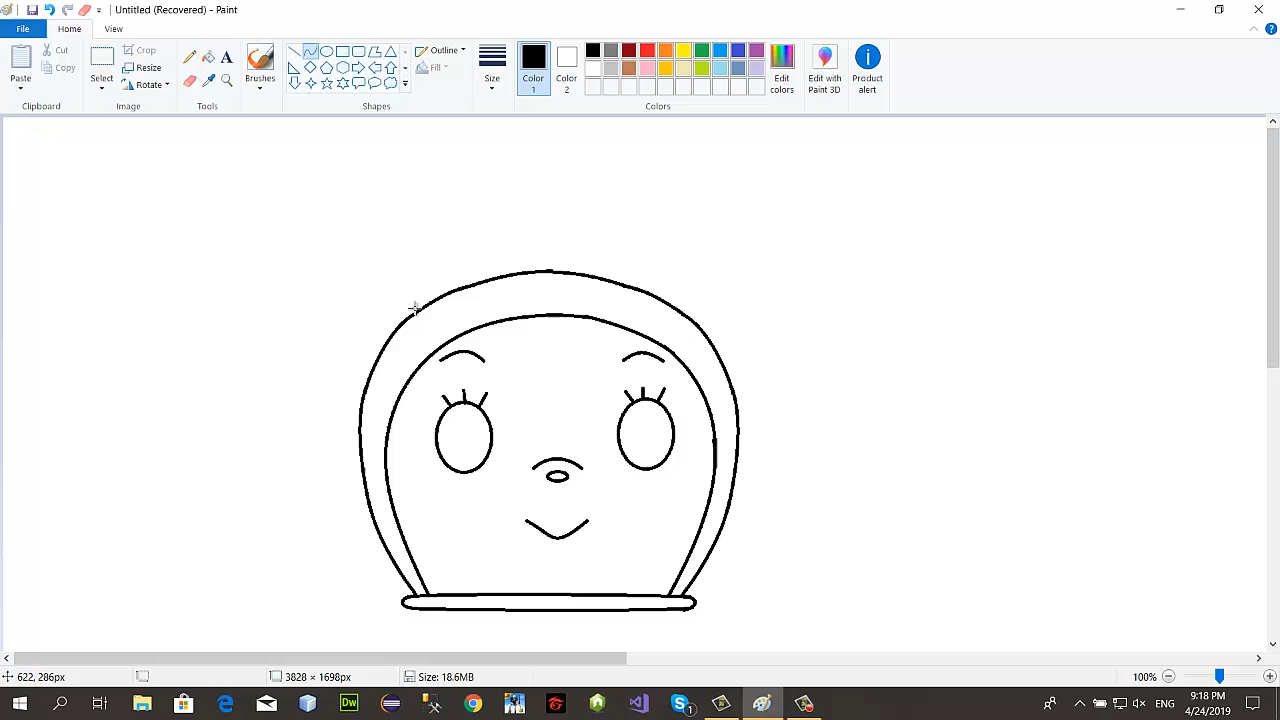 Untitled (Recovered) - Paint
File Home View
Paste
Cut
Copy
Clipboard
Select
Crop
Resize
Rotate
Image
A
Tools
Brushes
Outline
Fill
Shapes
Size
Color
1
Color
2
Edit
colors
Colors
Edit with
Paint 3D
Product
alert
622, 286px
3828 × 1698px
Size: 18.6MB
100%
Dw
ENG
9:18 PM
4/24/2019